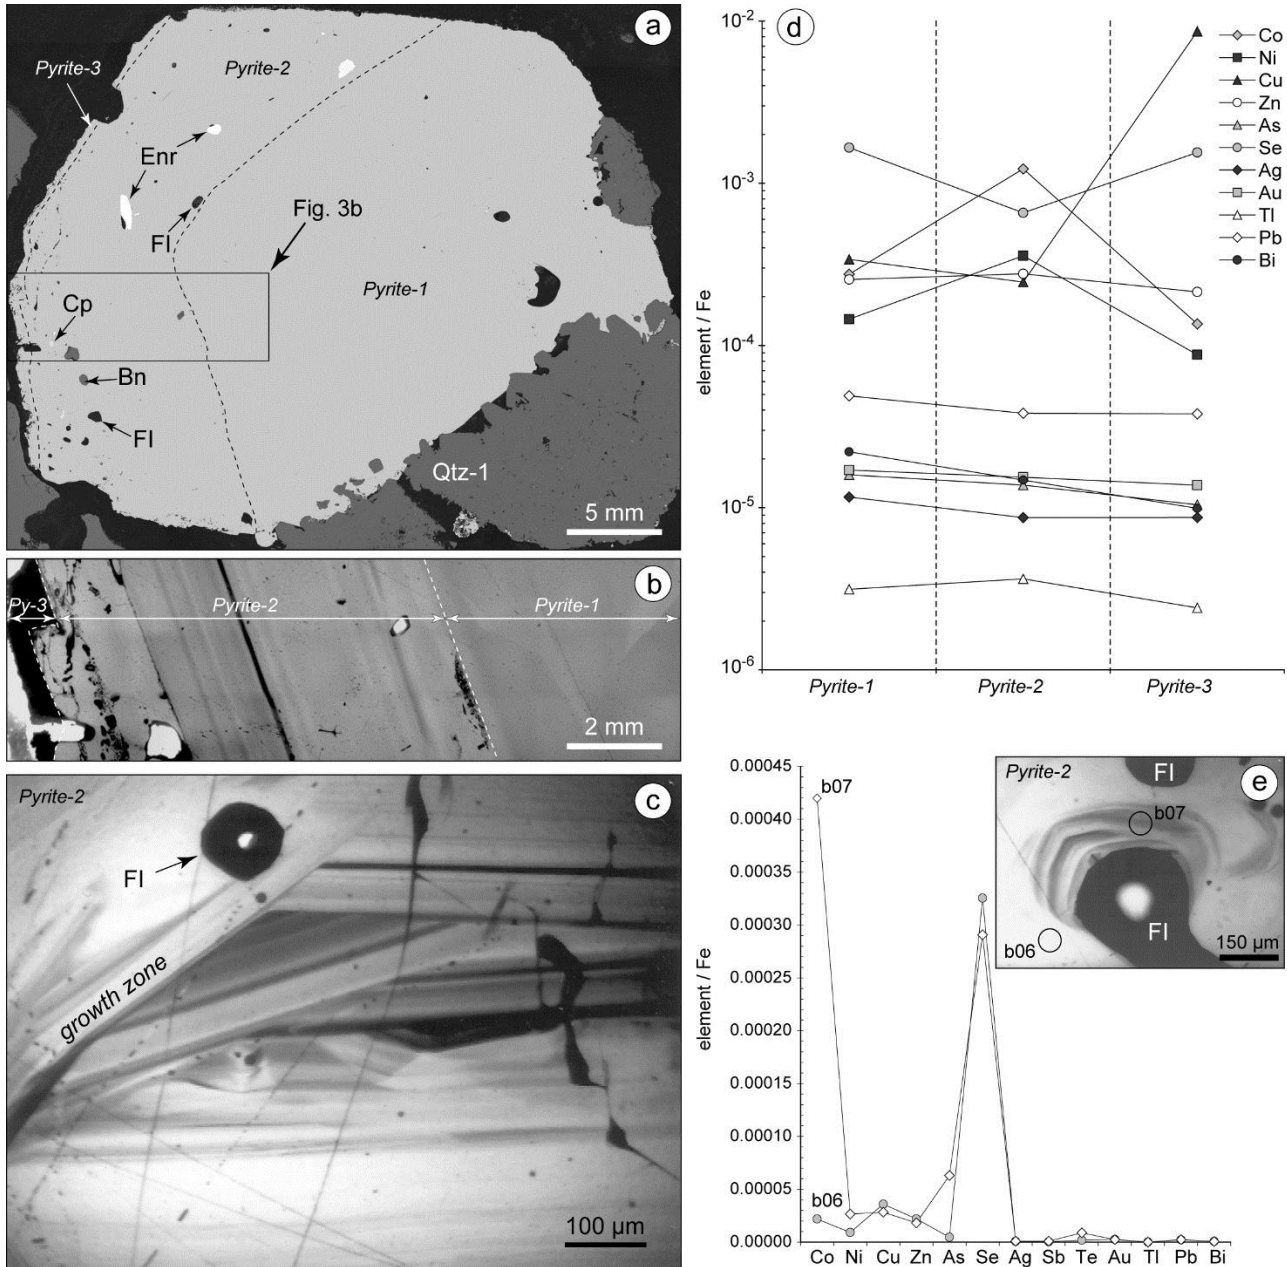 a
Pyrite-3
Pyrite-2
Enr
FI
Fig. 3b
Pyrite-1
Cp
Bn
FI
Qtz-1
5 mm
b
Py-3
Pyrite-2
Pyrite-1
2 mm
c
Pyrite-2
FI
growth zone
100 µm
d
element / Fe
10-2
10-3
10-4
10-5
10-6
Pyrite-1
Pyrite-2
Pyrite-3
Co
Ni
Cu
Zn
As
Se
Ag
Au
Tl
Pb
Bi
e
element / Fe
0.00045
0.00040
0.00035
0.00030
0.00025
0.00020
0.00015
0.00010
0.00005
0.00000
b07
b06
Co Ni Cu Zn As Se Ag Sb Te Au Tl Pb Bi
Pyrite-2
FI
b07
FI
b06
150 µm